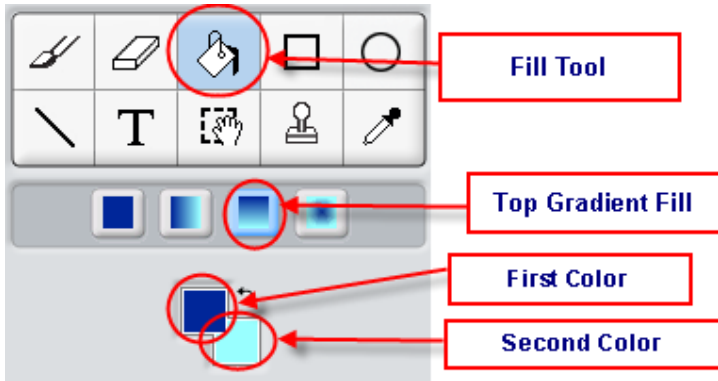 Fill Tool
T
Top Gradient Fill
First Color
Second Color